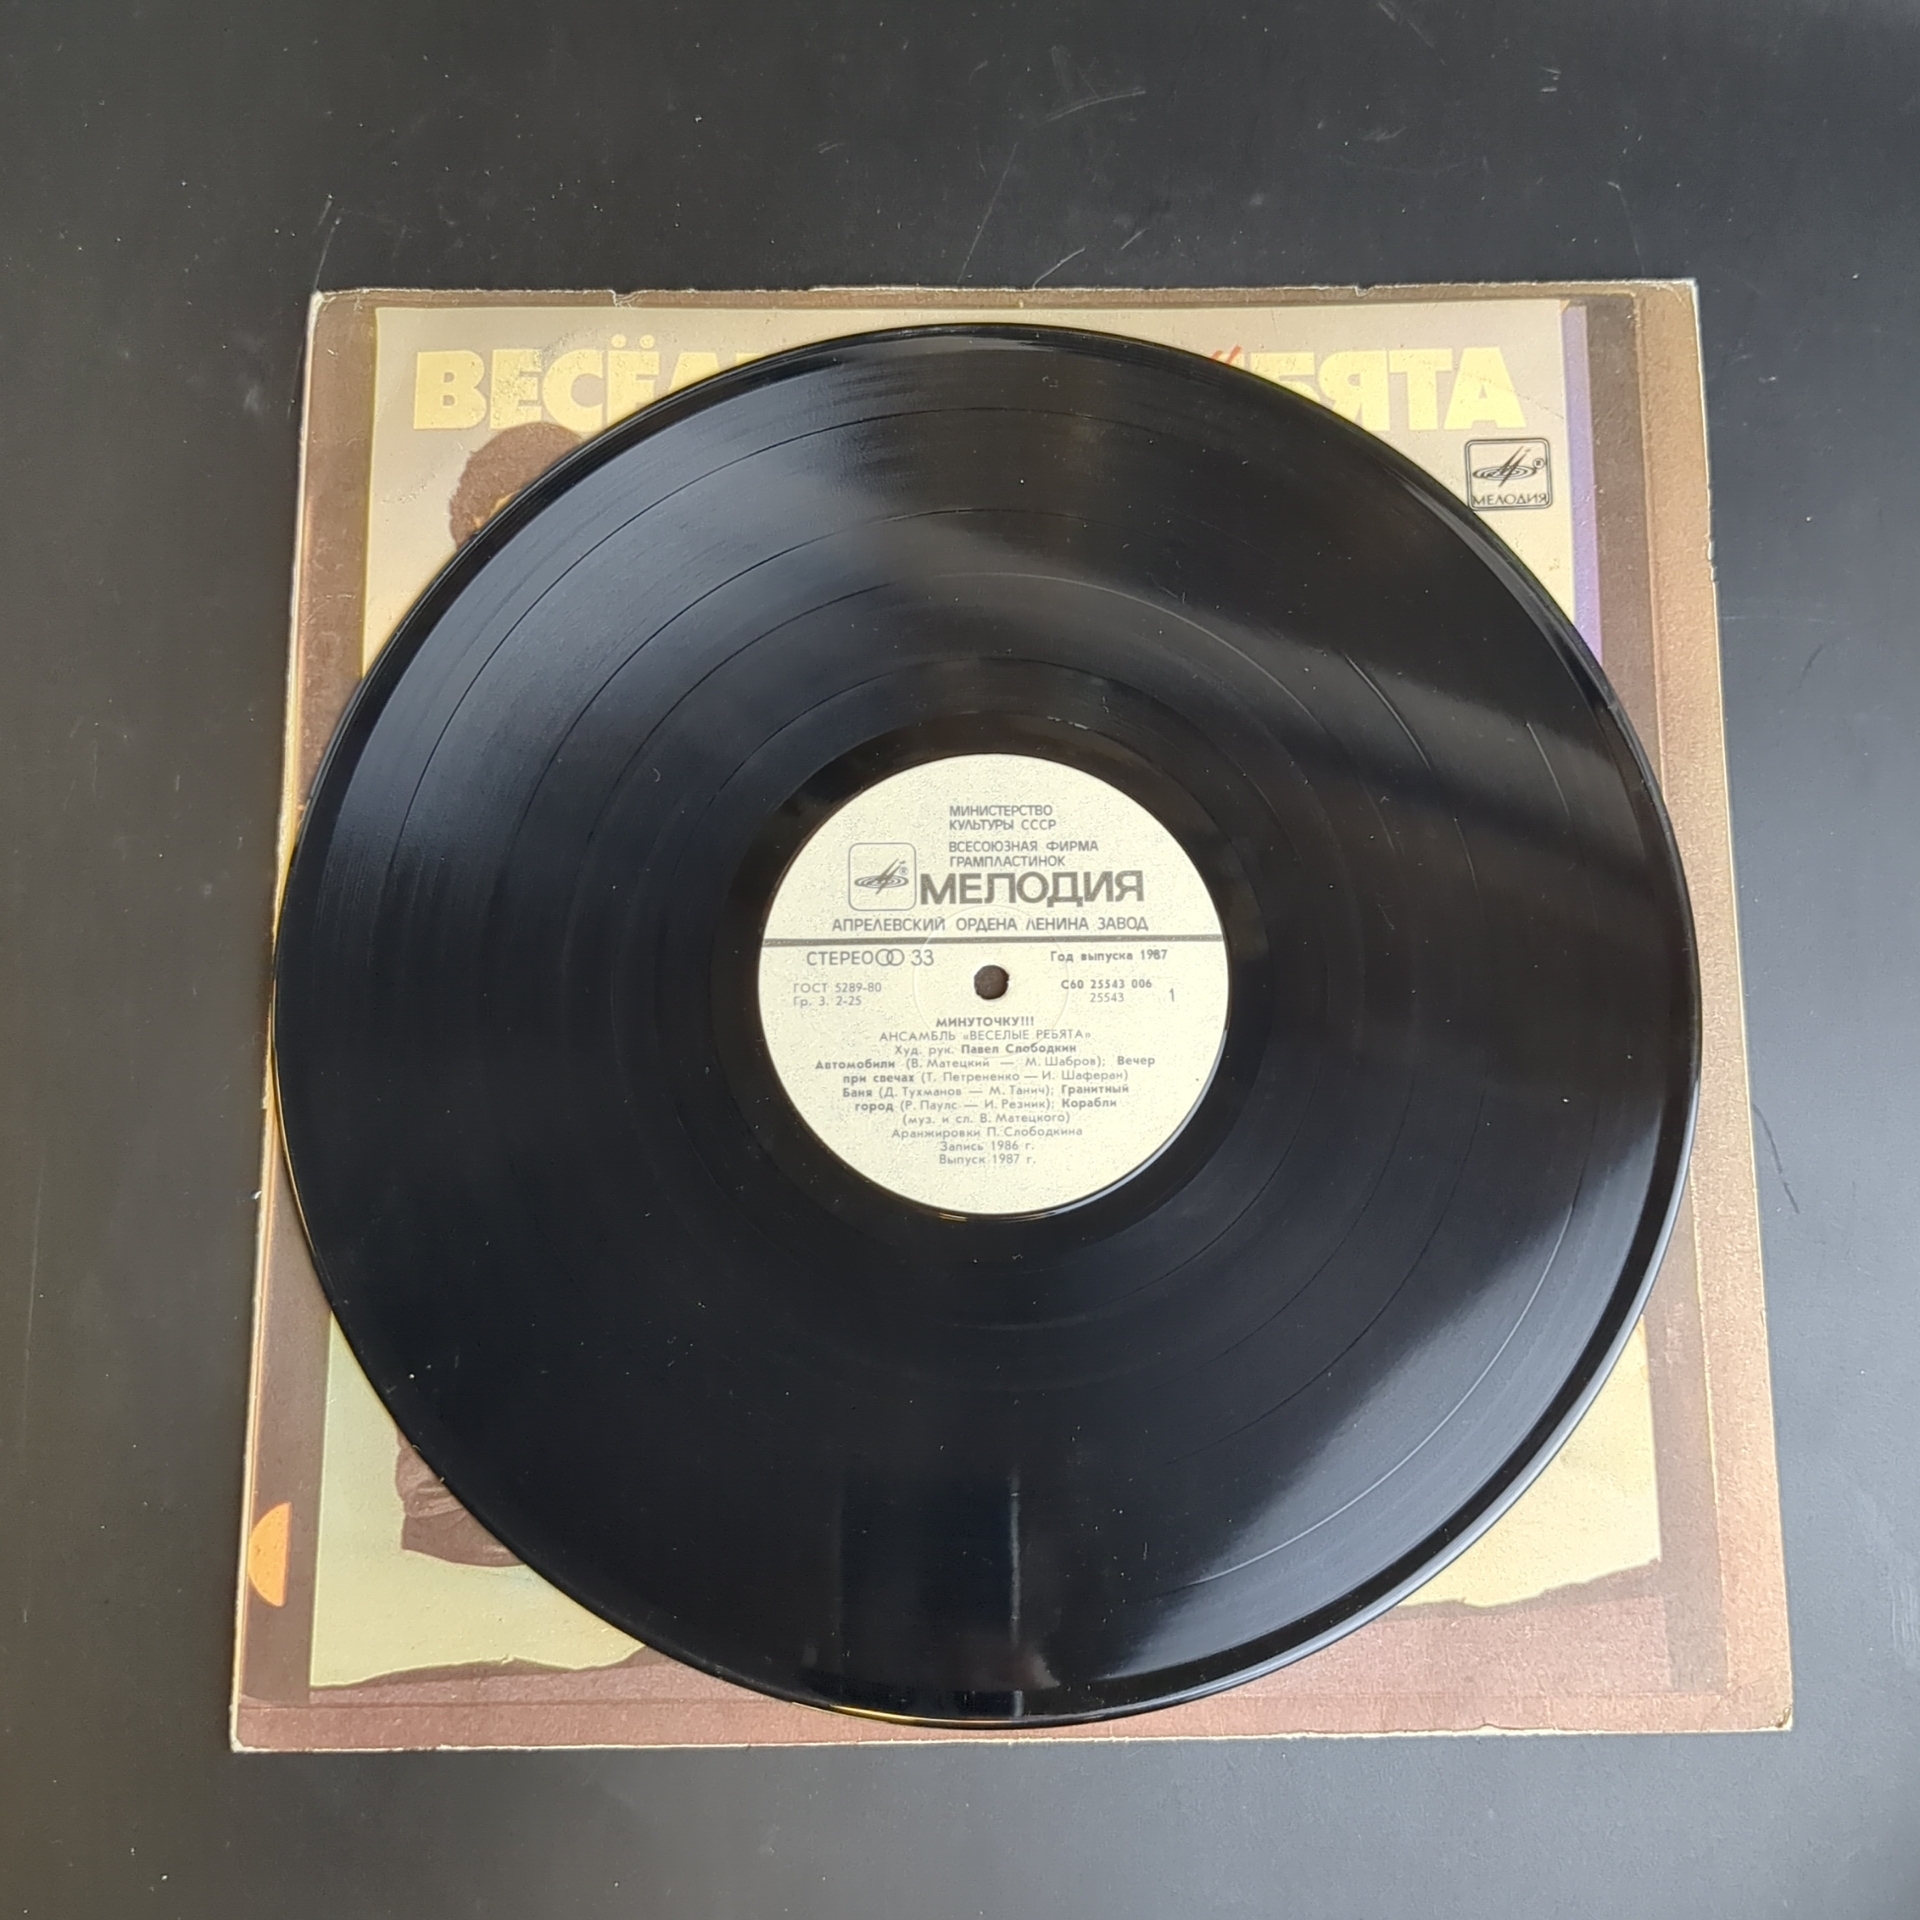 ВЕСЁЛ
БЯТА
МЕЛОДИЯ
МИНИСТЕРСТВО
КУЛЬТУРЫ СССР
ВСЕСОЮЗНАЯ ФИРМА
ГРАМПЛАСТИНОК
МЕЛОДИЯ
АПРЕЛЕВСКИЙ ОРДЕНА ЛЕНИНА ЗАВОД
СТЕРЕО 33 Год выпуска 1987
ГОСТ 5289-80 С60 25543 006
Гр. 3. 2-25 25543 1
МИНУТОЧКУ!!!
АНСАМБЛЬ «ВЕСЕЛЫЕ РЕБЯТА»
Худ. рук. Павел Слободкин
Автомобили (В. Матецкий — М. Шабров); Вечер
при свечах (Т. Петрененко — И. Шаферан)
Баня (Д. Тухманов — М. Танич); Гранитный
город (Р. Паулс — И. Резник); Корабли
(муз. и сл. В. Матецкого)
Аранжировки П. Слободкина
Запись 1986 г.
Выпуск 1987 г.